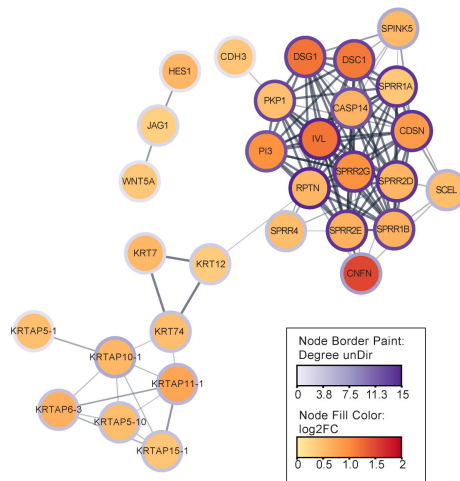 SPINK5
CDH3
DSG1
DSC1
HES1
SPRR1A
PKP1
CASP14
JAG1
CDSN
IVL
PI3
SPRR2G
WNT5A
RPTN
SPRR2D
SCEL
SPRR4
SPRR2E
SPRR1B
KRT7
KRT12
CNFN
KRTAP5-1
KRT74
KRTAP10-1
KRTAP11-1
KRTAP6-3
KRTAP5-10
KRTAP15-1
Node Border Paint:
Degree unDir
0 3.8 7.5 11.3 15
Node Fill Color:
log2FC
0 0.5 1.0 1.5 2